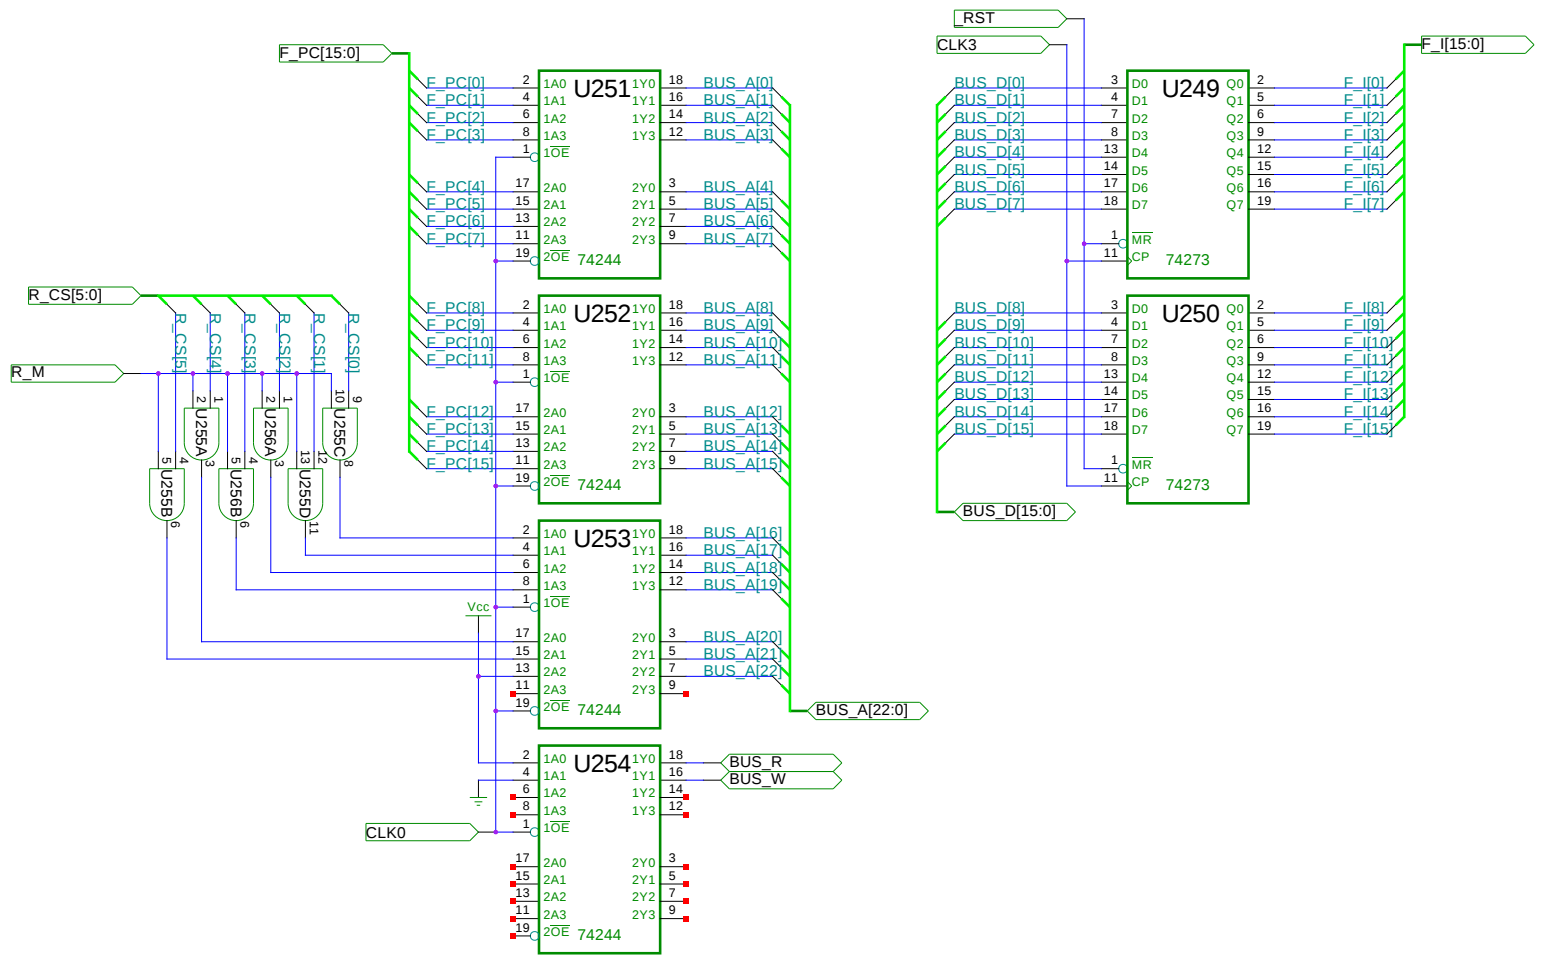 _RST
CLK3
F_PC[15:0]
F_I[15:0]
F_PC[0] 2 1A0 U251 1Y0 18 BUS_A[0]
F_PC[1] 4 1A1 1Y1 16 BUS_A[1]
F_PC[2] 6 1A2 1Y2 14 BUS_A[2]
F_PC[3] 8 1A3 1Y3 12 BUS_A[3]
1 1OE
F_PC[4] 17 2A0 2Y0 3 BUS_A[4]
F_PC[5] 15 2A1 2Y1 5 BUS_A[5]
F_PC[6] 13 2A2 2Y2 7 BUS_A[6]
F_PC[7] 11 2A3 2Y3 9 BUS_A[7]
19 2OE 74244
BUS_D[0] 3 D0 U249 Q0 2 F_I[0]
BUS_D[1] 4 D1 Q1 5 F_I[1]
BUS_D[2] 7 D2 Q2 6 F_I[2]
BUS_D[3] 8 D3 Q3 9 F_I[3]
BUS_D[4] 13 D4 Q4 12 F_I[4]
BUS_D[5] 14 D5 Q5 15 F_I[5]
BUS_D[6] 17 D6 Q6 16 F_I[6]
BUS_D[7] 18 D7 Q7 19 F_I[7]
1 MR
11 CP 74273
R_CS[5:0]
R_CS[5] R_CS[4] R_CS[3] R_CS[2] R_CS[1] R_CS[0]
R_M
2 1 U255A 3
2 1 U256A 3
10 9 U255C 8
5 4 U255B 6
5 4 U256B 6
13 12 U255D 11
F_PC[8] 2 1A0 U252 1Y0 18 BUS_A[8]
F_PC[9] 4 1A1 1Y1 16 BUS_A[9]
F_PC[10] 6 1A2 1Y2 14 BUS_A[10]
F_PC[11] 8 1A3 1Y3 12 BUS_A[11]
1 1OE
F_PC[12] 17 2A0 2Y0 3 BUS_A[12]
F_PC[13] 15 2A1 2Y1 5 BUS_A[13]
F_PC[14] 13 2A2 2Y2 7 BUS_A[14]
F_PC[15] 11 2A3 2Y3 9 BUS_A[15]
19 2OE 74244
BUS_D[8] 3 D0 U250 Q0 2 F_I[8]
BUS_D[9] 4 D1 Q1 5 F_I[9]
BUS_D[10] 7 D2 Q2 6 F_I[10]
BUS_D[11] 8 D3 Q3 9 F_I[11]
BUS_D[12] 13 D4 Q4 12 F_I[12]
BUS_D[13] 14 D5 Q5 15 F_I[13]
BUS_D[14] 17 D6 Q6 16 F_I[14]
BUS_D[15] 18 D7 Q7 19 F_I[15]
1 MR
11 CP 74273
BUS_D[15:0]
2 1A0 U253 1Y0 18 BUS_A[16]
4 1A1 1Y1 16 BUS_A[17]
6 1A2 1Y2 14 BUS_A[18]
8 1A3 1Y3 12 BUS_A[19]
Vcc
1 1OE
17 2A0 2Y0 3 BUS_A[20]
15 2A1 2Y1 5 BUS_A[21]
13 2A2 2Y2 7 BUS_A[22]
11 2A3 2Y3 9
19 2OE 74244
BUS_A[22:0]
2 1A0 U254 1Y0 18 BUS_R
4 1A1 1Y1 16 BUS_W
6 1A2 1Y2 14
8 1A3 1Y3 12
CLK0 1 1OE
17 2A0 2Y0 3
15 2A1 2Y1 5
13 2A2 2Y2 7
11 2A3 2Y3 9
19 2OE 74244